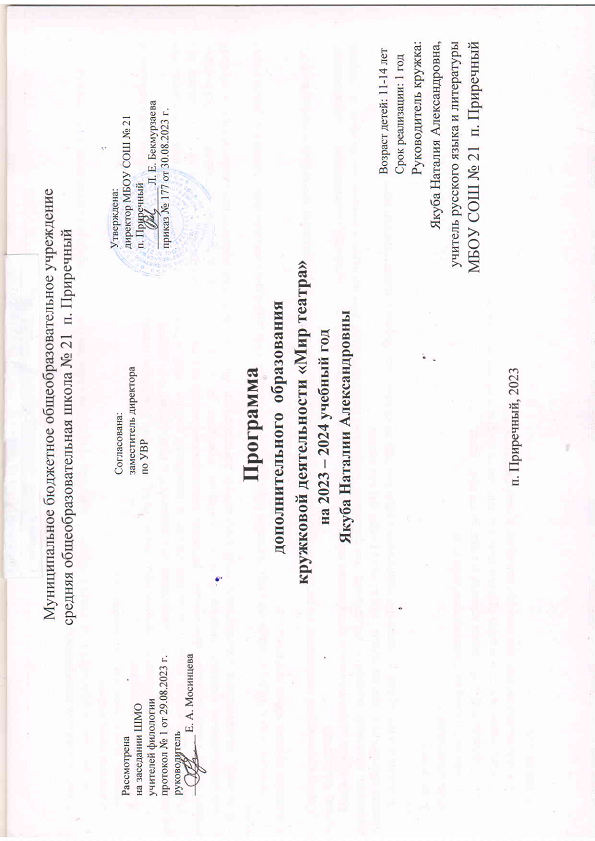 Муниципальное бюджетное общеобразовательное учреждение
средняя общеобразовательная школа № 21 п. Приречный
Рассмотрена
на заседании ШМО
учителей филологии
протокол № 1 от 29.08.2023 г.
руководитель
Е. А. Мосинцева
Согласована:
заместитель директора
по УВР
Утверждена:
директор МБОУ СОШ № 21
п. Приречный
Л. Е. Бекмурзаева
приказ № 177 от 30.08.2023 г.
Программа
дополнительного образования
кружковой деятельности «Мир театра»
на 2023 – 2024 учебный год
Якуба Наталии Александровны
Возраст детей: 11-14 лет
Срок реализации: 1 год
Руководитель кружка:
Якуба Наталия Александровна,
учитель русского языка и литературы
МБОУ СОШ № 21 п. Приречный
п. Приречный, 2023